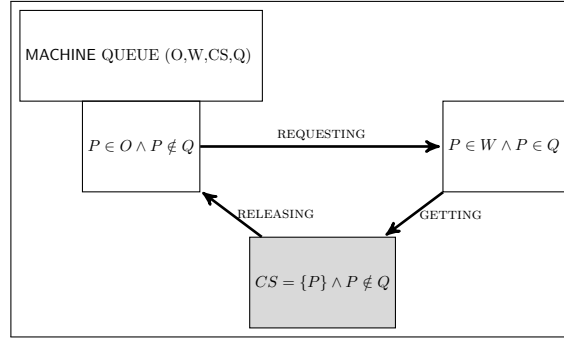 MACHINE QUEUE (O,W,CS,Q)
P ∈ O ∧ P ∉ Q
REQUESTING
P ∈ W ∧ P ∈ Q
RELEASING
GETTING
CS = {P} ∧ P ∉ Q